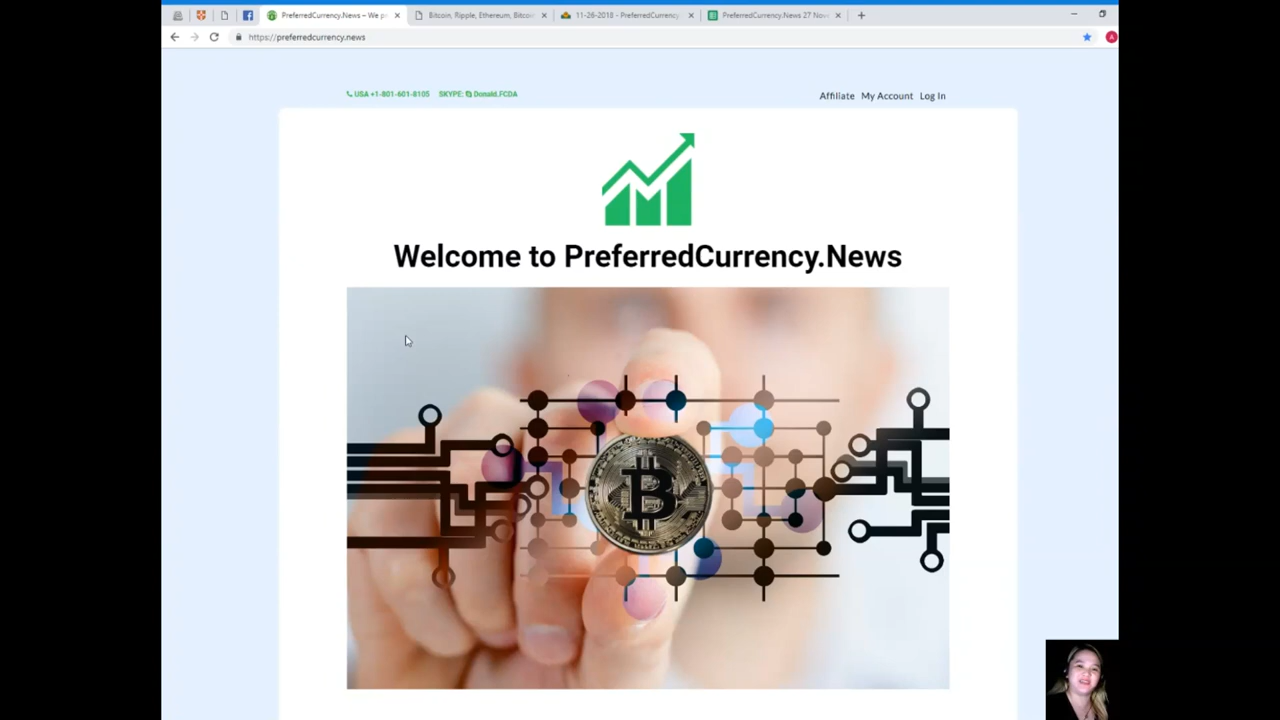 PreferredCurrency.News – We pr
Bitcoin, Ripple, Ethereum, Bitcoi
11-26-2018 - PreferredCurrency
PreferredCurrency.News 27 Nov
https://preferredcurrency.news
A
USA +1-801-601-8105 SKYPE: Donald.FCDA
Affiliate My Account Log In
Welcome to PreferredCurrency.News